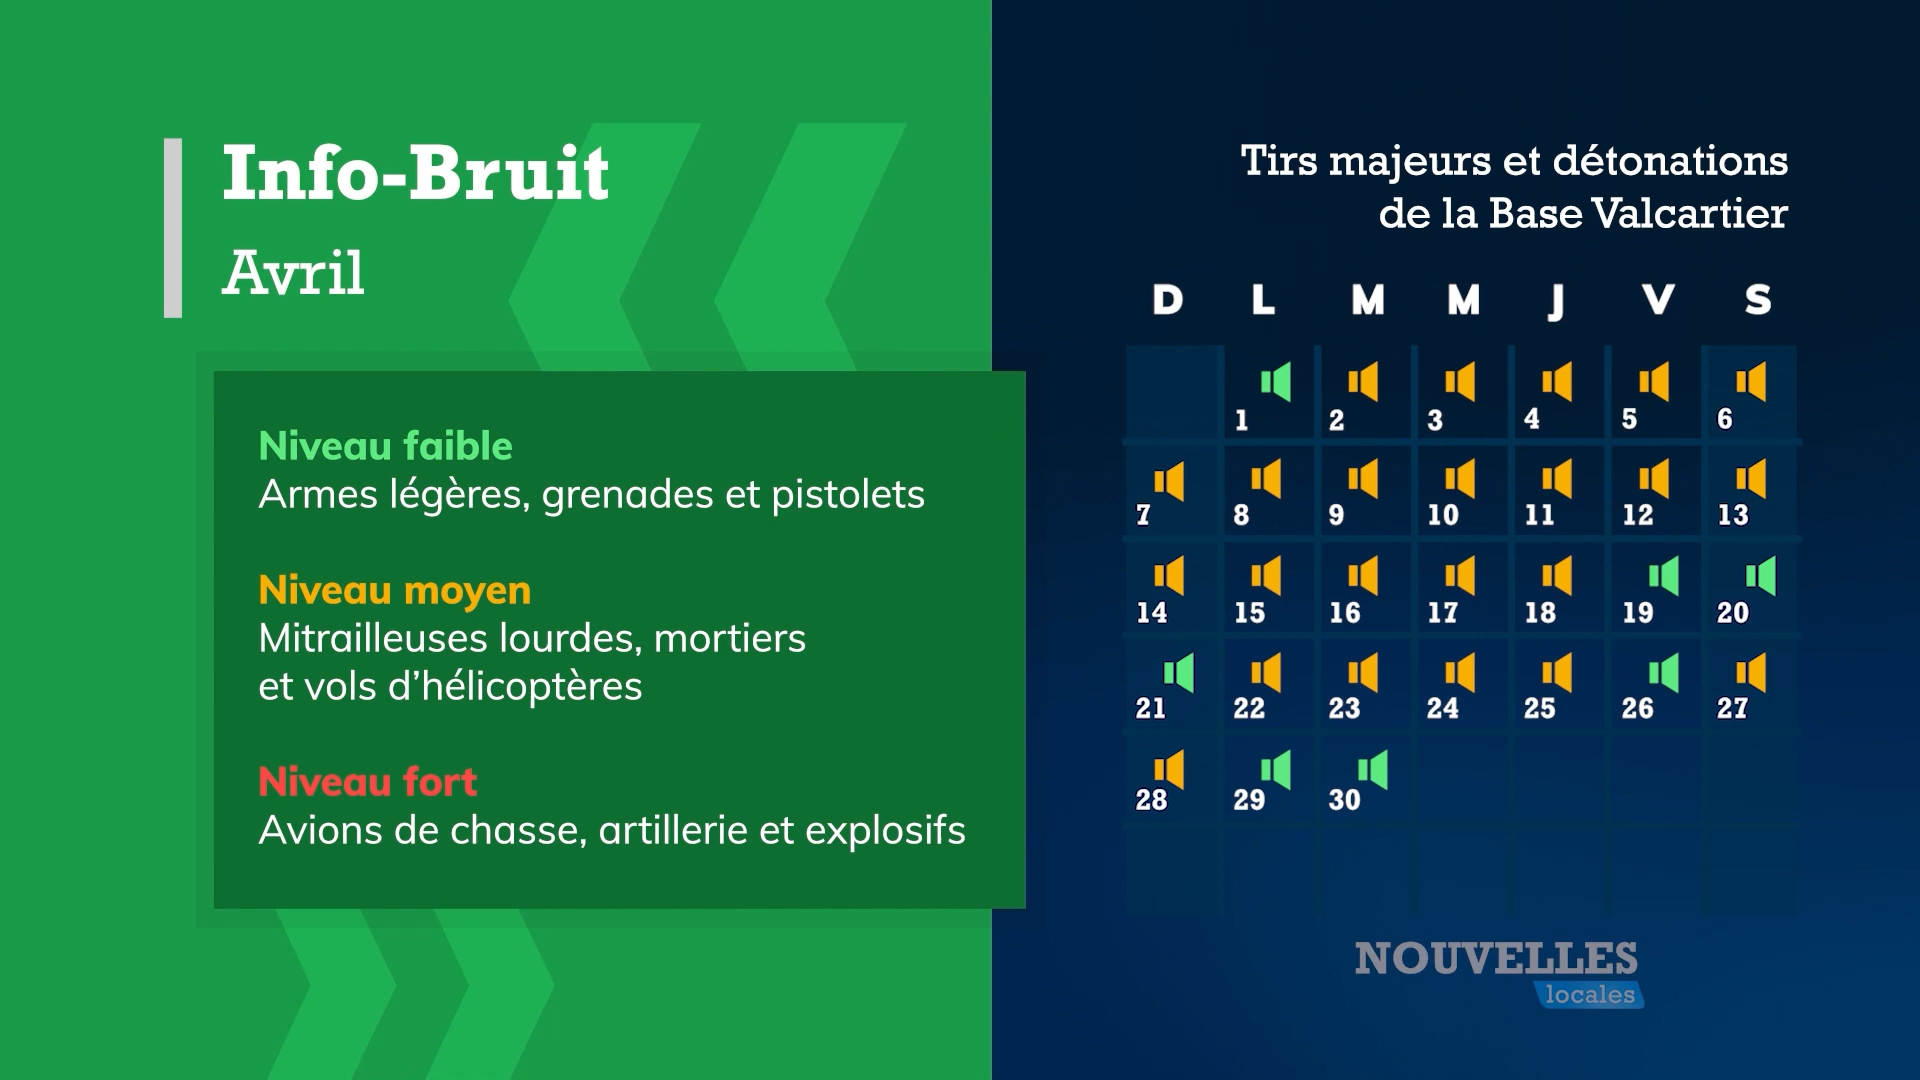 Info-Bruit
Avril
Niveau faible
Armes légères, grenades et pistolets
Niveau moyen
Mitrailleuses lourdes, mortiers
et vols d’hélicoptères
Niveau fort
Avions de chasse, artillerie et explosifs
Tirs majeurs et détonations
de la Base Valcartier
D L M M J V S
1 2 3 4 5 6
7 8 9 10 11 12 13
14 15 16 17 18 19 20
21 22 23 24 25 26 27
28 29 30
NOUVELLES
locales